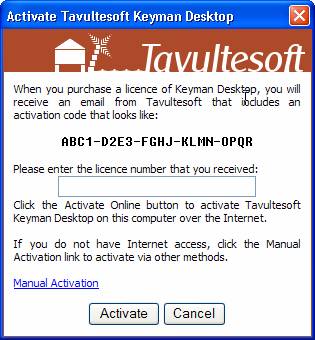 Activate Tavultesoft Keyman Desktop
Tavultesoft
When you purchase a licence of Keyman Desktop, you will
receive an email from Tavultesoft that includes an
activation code that looks like:
ABC1-D2E3-FGHJ-KLMN-OPQR
Please enter the licence number that you received:
Click the Activate Online button to activate Tavultesoft
Keyman Desktop on this computer over the Internet.
If you do not have Internet access, click the Manual
Activation link to activate via other methods.
Manual Activation
Activate Cancel